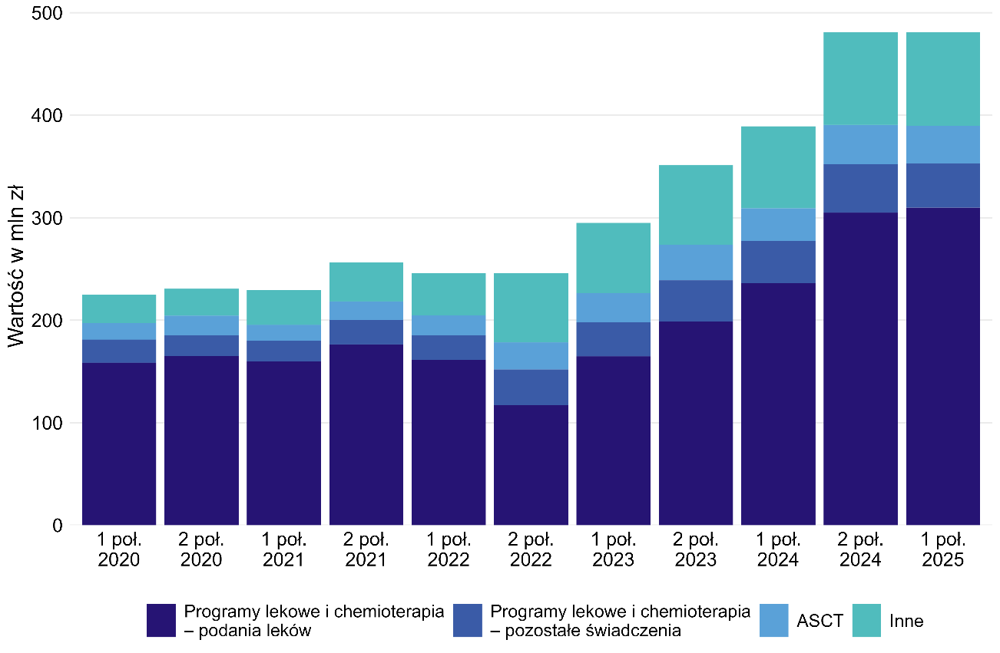 500
400
300
200
100
0
Wartość w mln zł
1 poł.
2020
2 poł.
2020
1 poł.
2021
2 poł.
2021
1 poł.
2022
2 poł.
2022
1 poł.
2023
2 poł.
2023
1 poł.
2024
2 poł.
2024
1 poł.
2025
Programy lekowe i chemioterapia
– podania leków
Programy lekowe i chemioterapia
– pozostałe świadczenia
ASCT
Inne